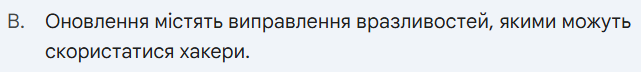 B. Оновлення містять виправлення вразливостей, якими можуть
скористатися хакери.